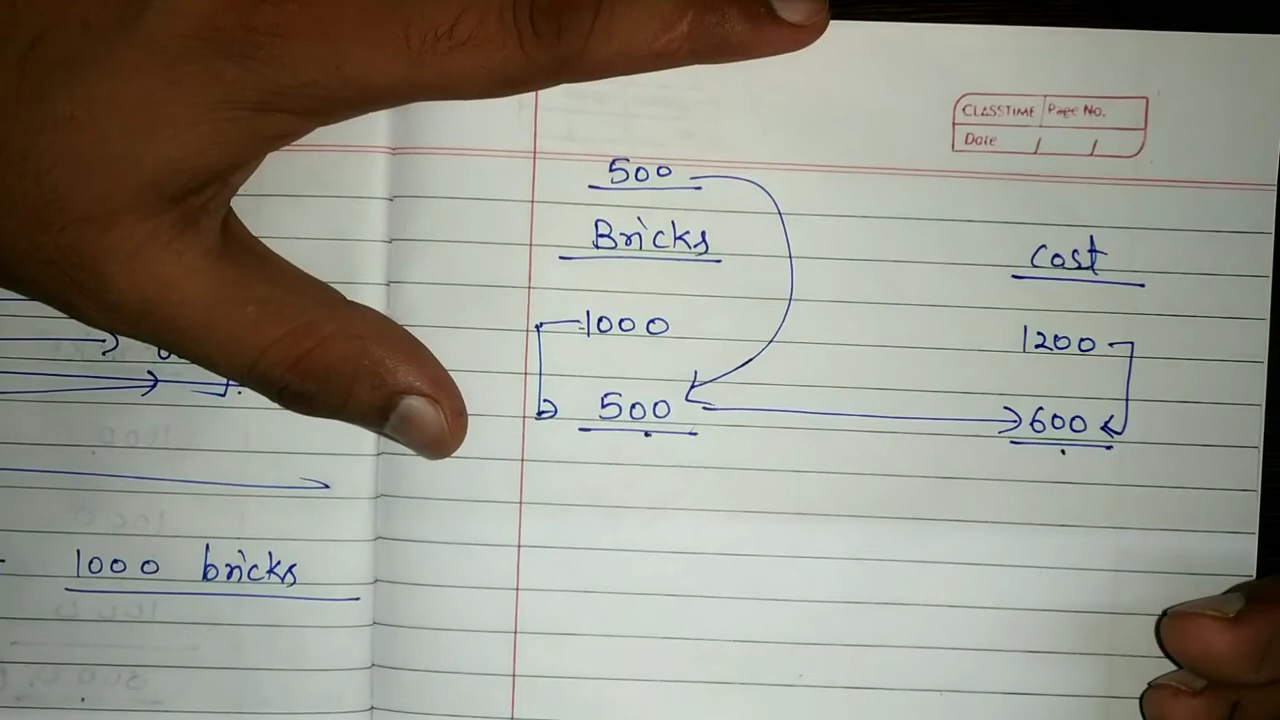 CLASSTIME Page No.
Date / /
500
Bricks Cost
1000 1200
500 600
1000 bricks